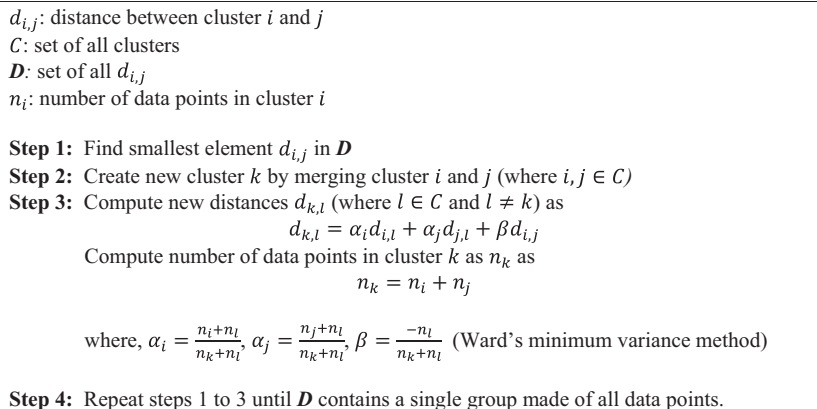 d_{i,j}: distance between cluster i and j
C: set of all clusters
D: set of all d_{i,j}
n_i: number of data points in cluster i
Step 1: Find smallest element d_{i,j} in D
Step 2: Create new cluster k by merging cluster i and j (where i, j ∈ C)
Step 3: Compute new distances d_{k,l} (where l ∈ C and l ≠ k) as
d_{k,l} = α_i d_{i,l} + α_j d_{j,l} + β d_{i,j}
Compute number of data points in cluster k as n_k as
n_k = n_i + n_j
where, α_i = \frac{n_i+n_l}{n_k+n_l}, α_j = \frac{n_j+n_l}{n_k+n_l}, β = \frac{-n_l}{n_k+n_l} (Ward's minimum variance method)
Step 4: Repeat steps 1 to 3 until D contains a single group made of all data points.